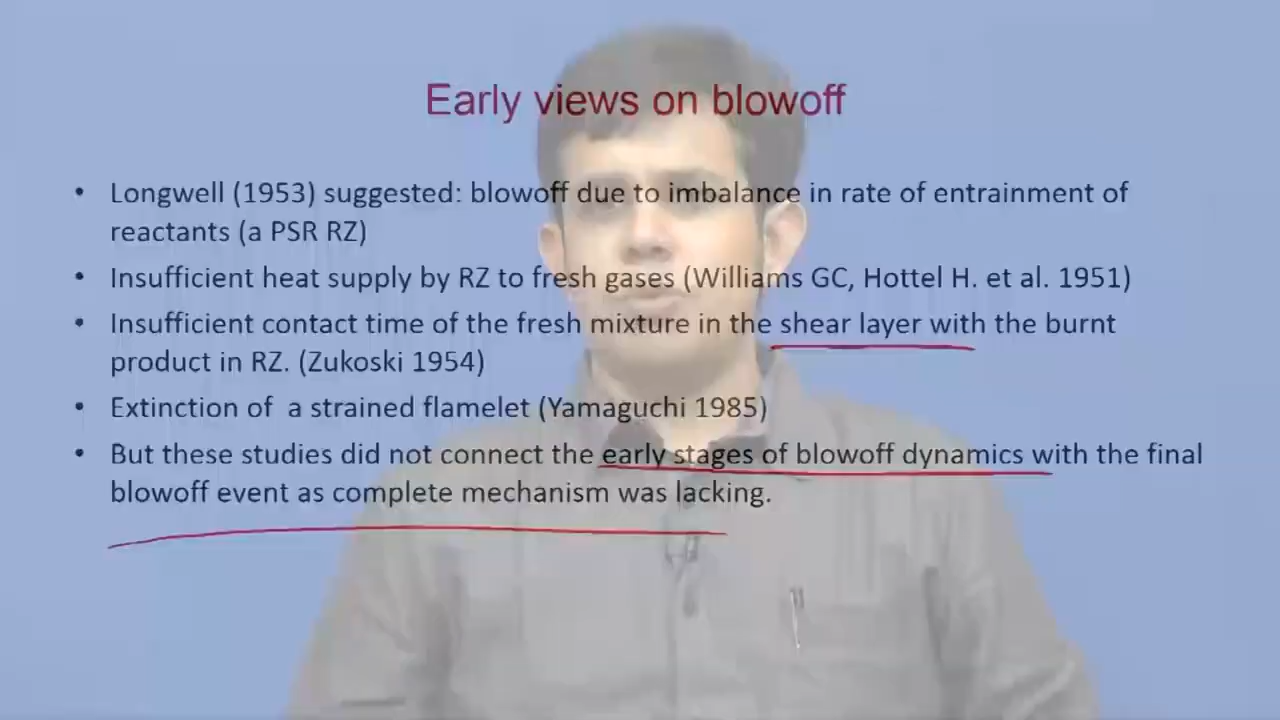 Early views on blowoff
• Longwell (1953) suggested: blowoff due to imbalance in rate of entrainment of
reactants (a PSR RZ)
• Insufficient heat supply by RZ to fresh gases (Williams GC, Hottel H. et al. 1951)
• Insufficient contact time of the fresh mixture in the shear layer with the burnt
product in RZ. (Zukoski 1954)
• Extinction of  a strained flamelet (Yamaguchi 1985)
• But these studies did not connect the early stages of blowoff dynamics with the final
blowoff event as complete mechanism was lacking.